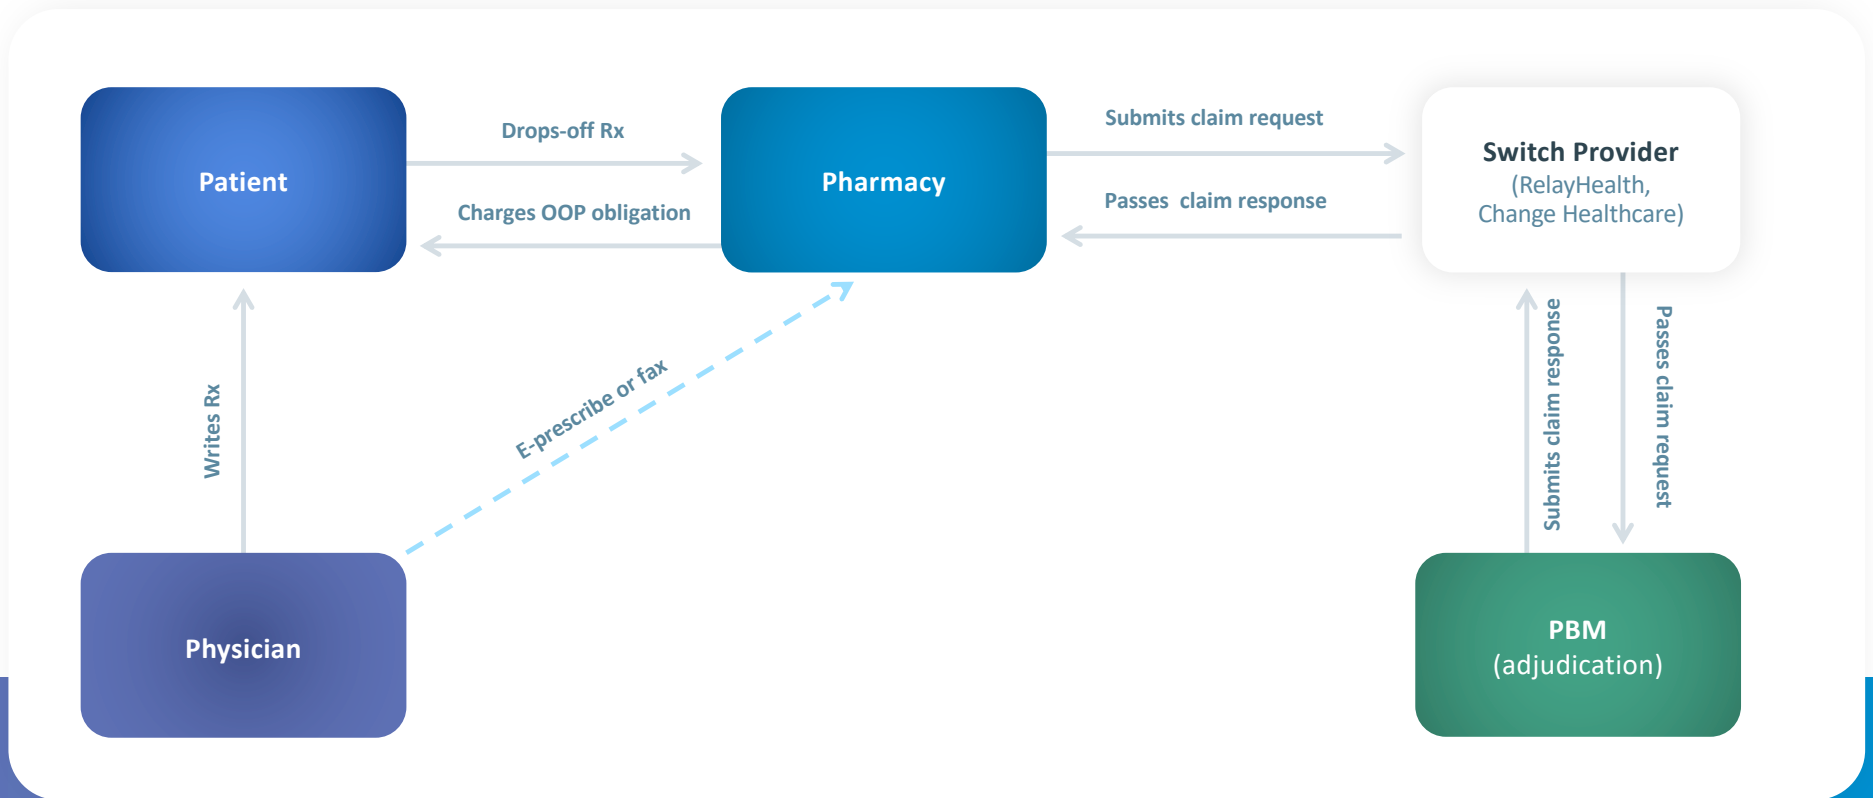 Patient
Drops-off Rx
Charges OOP obligation
Pharmacy
Submits claim request
Passes claim response
Switch Provider
(RelayHealth,
Change Healthcare)
Writes Rx
E-prescribe or fax
Submits claim response
Passes claim request
Physician
PBM
(adjudication)